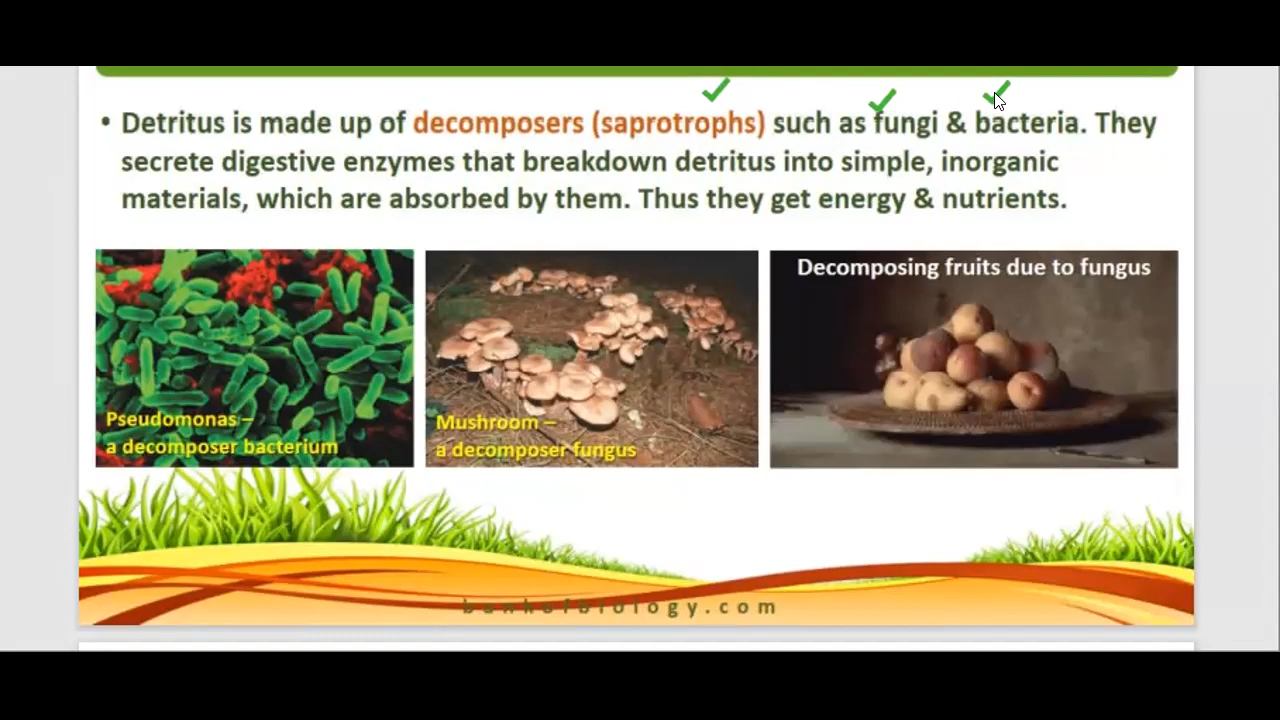 • Detritus is made up of decomposers (saprotrophs) such as fungi & bacteria. They
secrete digestive enzymes that breakdown detritus into simple, inorganic
materials, which are absorbed by them. Thus they get energy & nutrients.
Pseudomonas –
a decomposer bacterium
Mushroom –
a decomposer fungus
Decomposing fruits due to fungus
bankofbiology.com